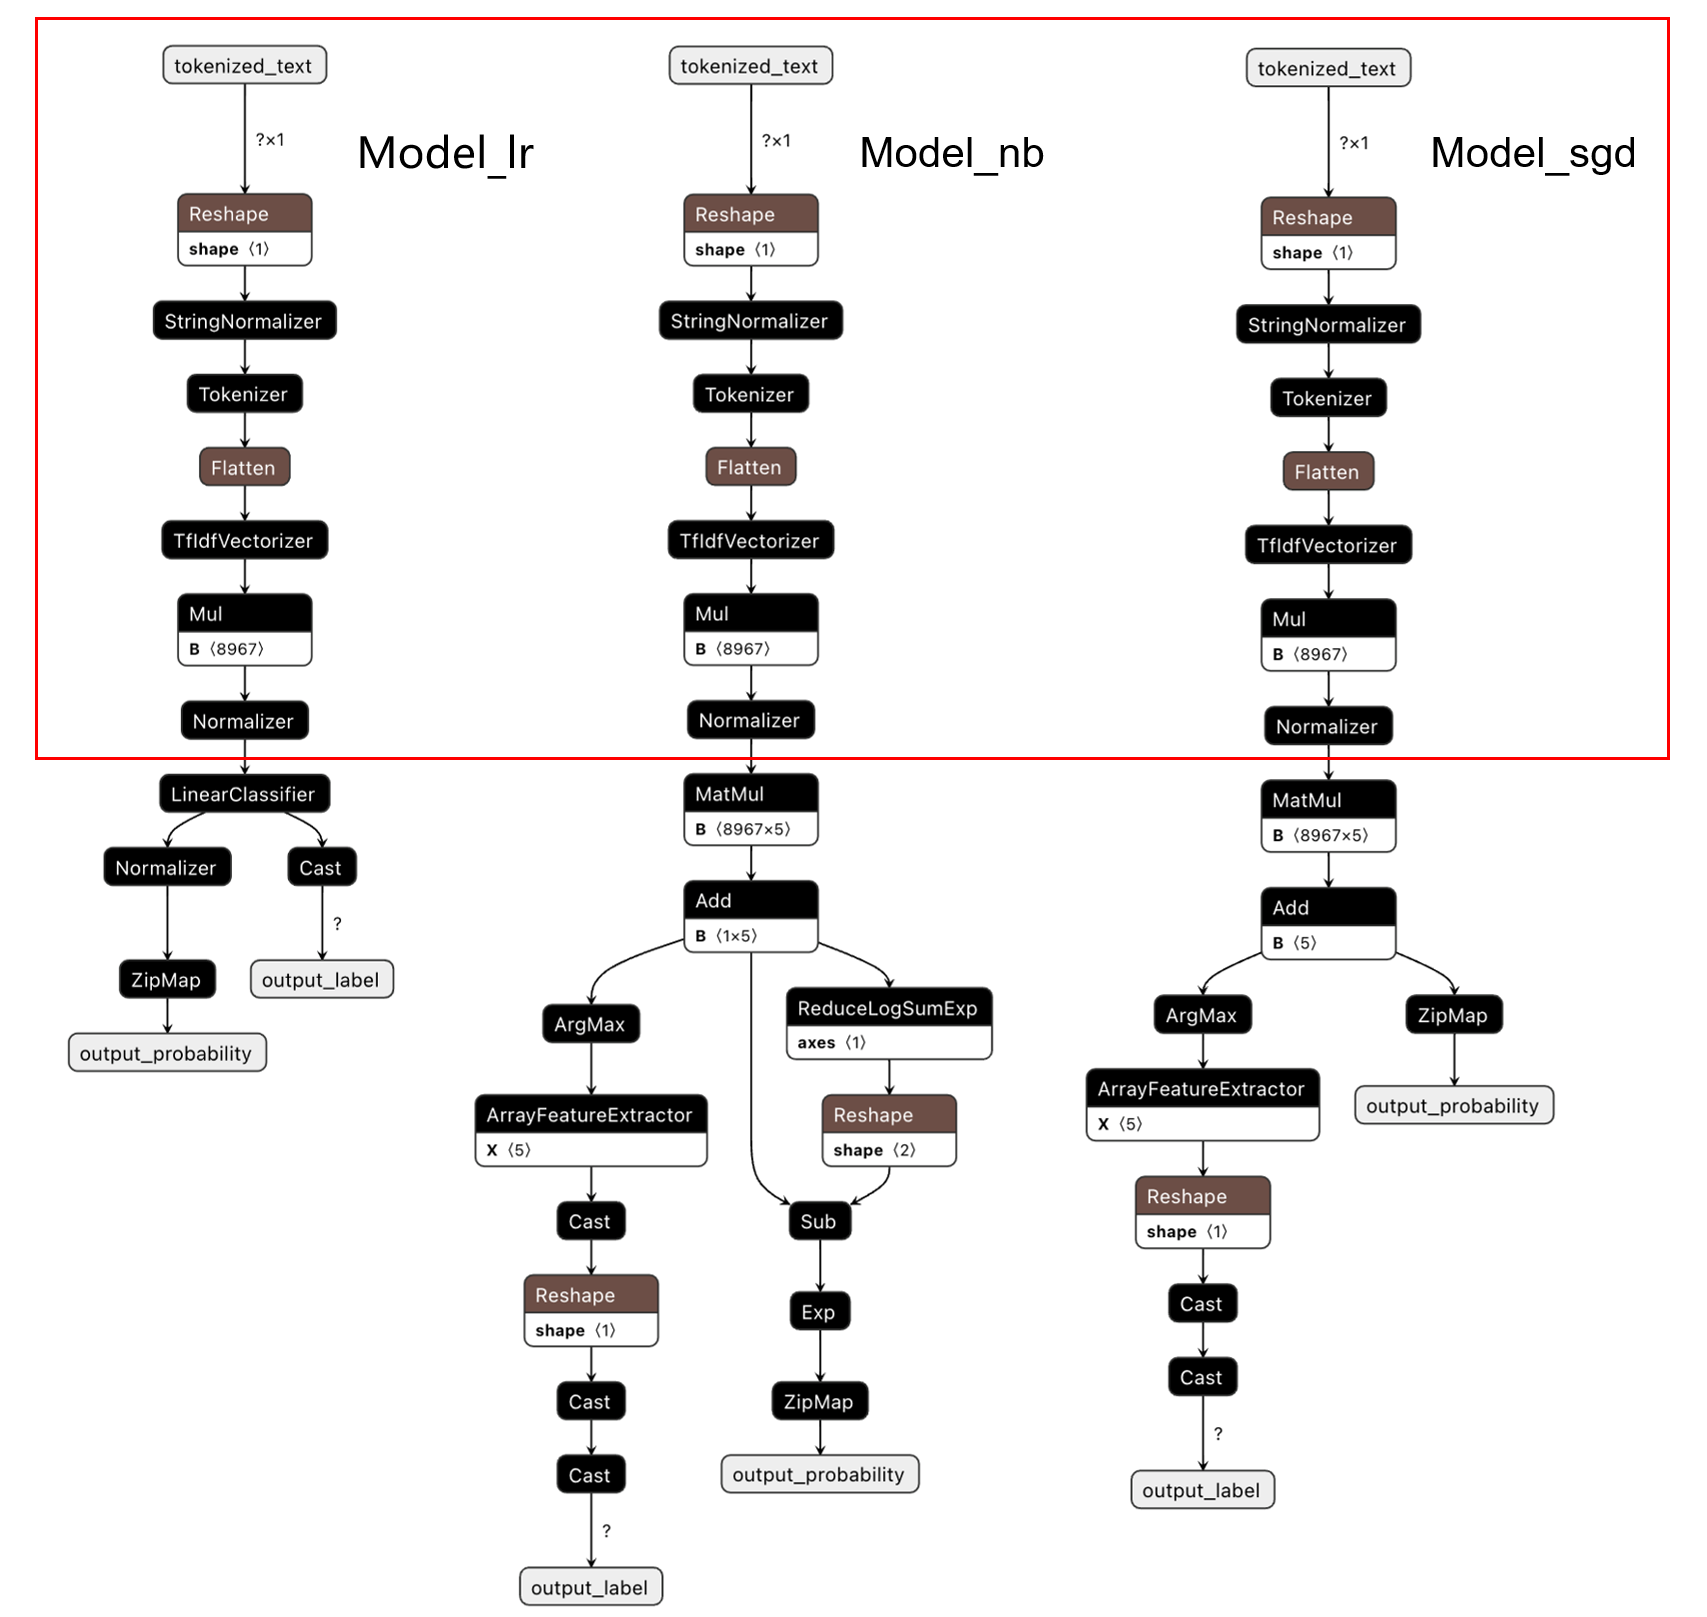 tokenized_text
?×1
Model_lr
Reshape
shape ⟨1⟩
StringNormalizer
Tokenizer
Flatten
TfIdfVectorizer
Mul
B ⟨8967⟩
Normalizer
LinearClassifier
Normalizer
Cast
?
ZipMap
output_label
output_probability
tokenized_text
?×1
Model_nb
Reshape
shape ⟨1⟩
StringNormalizer
Tokenizer
Flatten
TfIdfVectorizer
Mul
B ⟨8967⟩
Normalizer
MatMul
B ⟨8967×5⟩
Add
B ⟨1×5⟩
ArgMax
ArrayFeatureExtractor
X ⟨5⟩
Cast
Reshape
shape ⟨1⟩
Cast
Cast
?
output_label
ReduceLogSumExp
axes ⟨1⟩
Reshape
shape ⟨2⟩
Sub
Exp
ZipMap
output_probability
tokenized_text
?×1
Model_sgd
Reshape
shape ⟨1⟩
StringNormalizer
Tokenizer
Flatten
TfIdfVectorizer
Mul
B ⟨8967⟩
Normalizer
MatMul
B ⟨8967×5⟩
Add
B ⟨5⟩
ArgMax
ArrayFeatureExtractor
X ⟨5⟩
Reshape
shape ⟨1⟩
Cast
Cast
?
output_label
ZipMap
output_probability